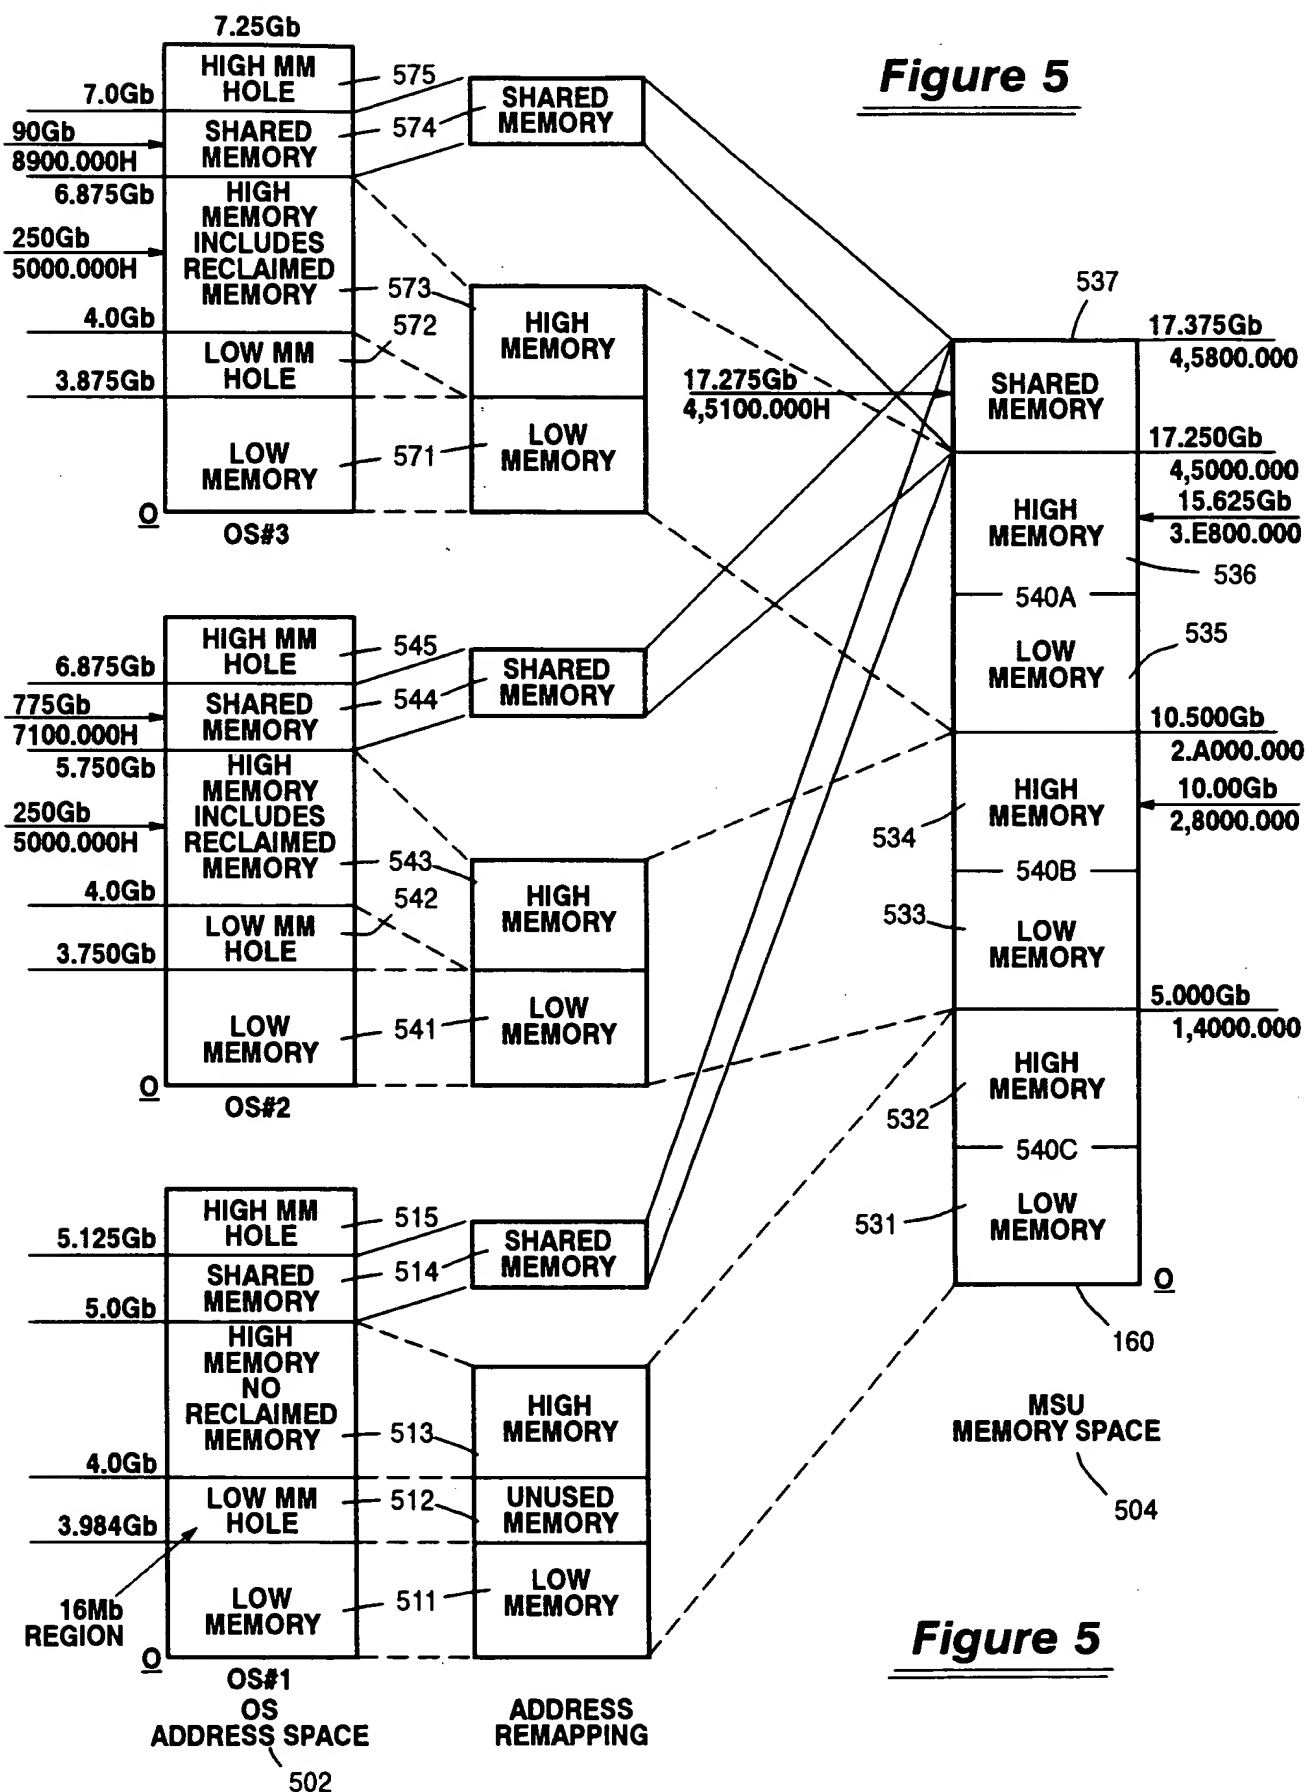 Figure 5
7.25Gb
HIGH MM
HOLE
575
7.0Gb
SHARED
MEMORY
574
SHARED
MEMORY
90Gb
8900.000H
6.875Gb
HIGH
MEMORY
INCLUDES
RECLAIMED
MEMORY
573
250Gb
5000.000H
4.0Gb
LOW MM
HOLE
572
3.875Gb
LOW
MEMORY
571
0
OS#3
HIGH
MEMORY
LOW
MEMORY
HIGH MM
HOLE
545
6.875Gb
SHARED
MEMORY
544
SHARED
MEMORY
775Gb
7100.000H
5.750Gb
HIGH
MEMORY
INCLUDES
RECLAIMED
MEMORY
543
250Gb
5000.000H
4.0Gb
LOW MM
HOLE
542
3.750Gb
LOW
MEMORY
541
0
OS#2
HIGH
MEMORY
LOW
MEMORY
HIGH MM
HOLE
515
5.125Gb
SHARED
MEMORY
514
SHARED
MEMORY
5.0Gb
HIGH
MEMORY
NO
RECLAIMED
MEMORY
513
4.0Gb
LOW MM
HOLE
512
3.984Gb
16Mb
REGION
LOW
MEMORY
511
0
OS#1
OS
ADDRESS SPACE
502
HIGH
MEMORY
UNUSED
MEMORY
LOW
MEMORY
ADDRESS
REMAPPING
537
17.375Gb
4,5800.000
SHARED
MEMORY
17.275Gb
4,5100.000H
17.250Gb
4,5000.000
HIGH
MEMORY
15.625Gb
3.E800.000
536
540A
LOW
MEMORY
535
10.500Gb
2.A000.000
HIGH
MEMORY
10.00Gb
2,8000.000
534
540B
533
LOW
MEMORY
5.000Gb
1,4000.000
HIGH
MEMORY
532
540C
531
LOW
MEMORY
0
160
MSU
MEMORY SPACE
504
Figure 5